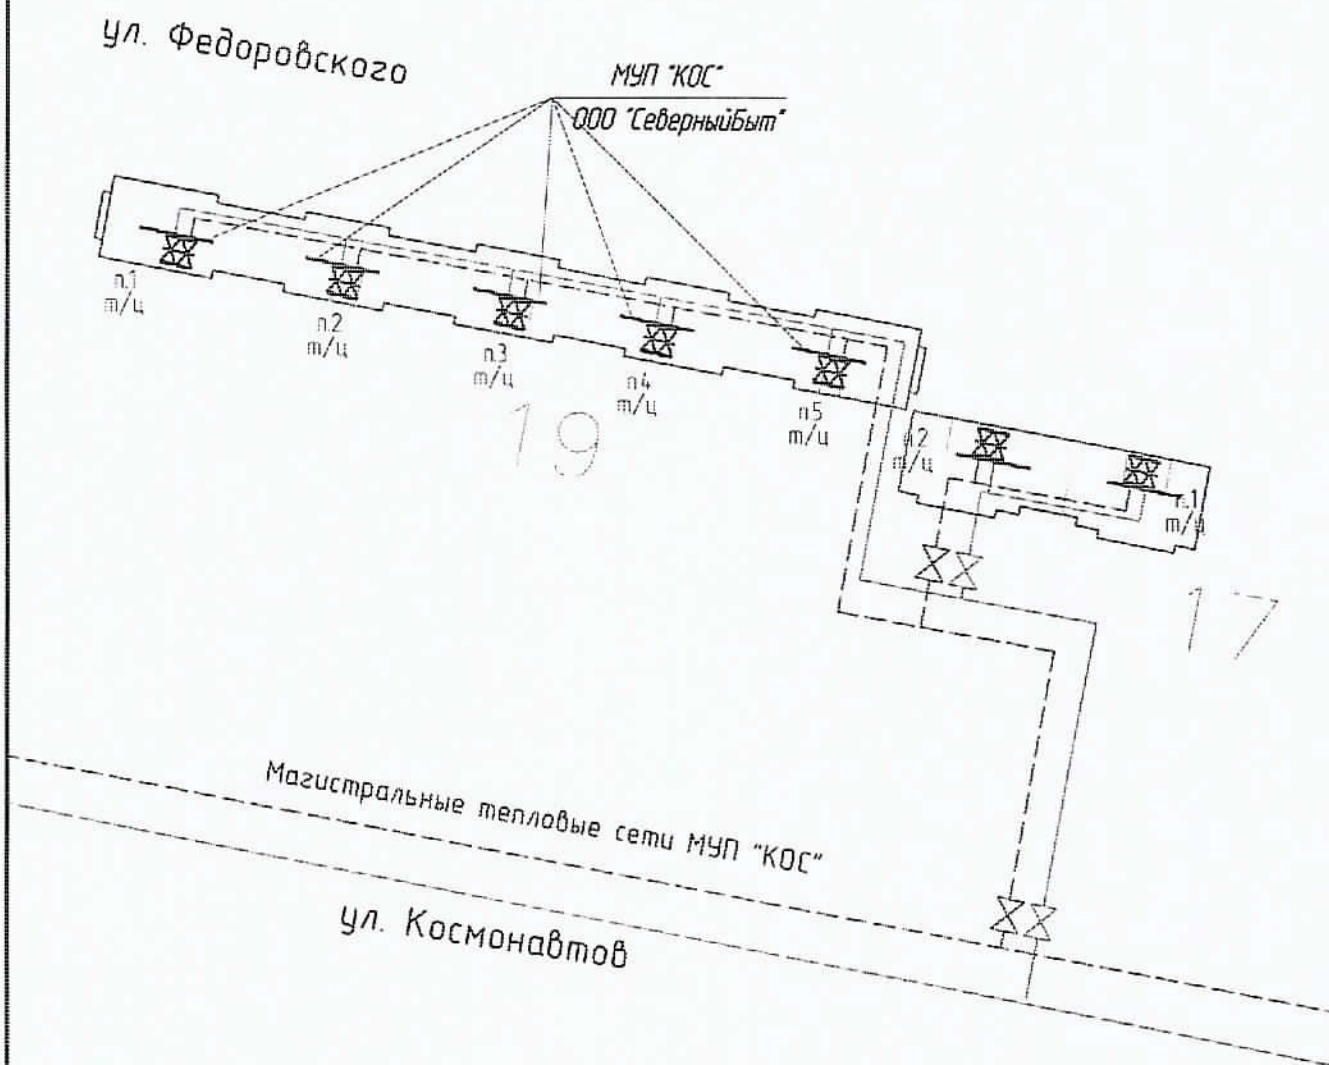 ул. Федоровского
МУП "КОС"
ООО "СеверныйБыт"
п.1
т/ц
п.2
т/ц
п.3
т/ц
п.4
т/ц
п.5
т/ц
19
п.2
т/ц
п.1
т/ц
17
Магистральные тепловые сети МУП "КОС"
ул. Космонавтов